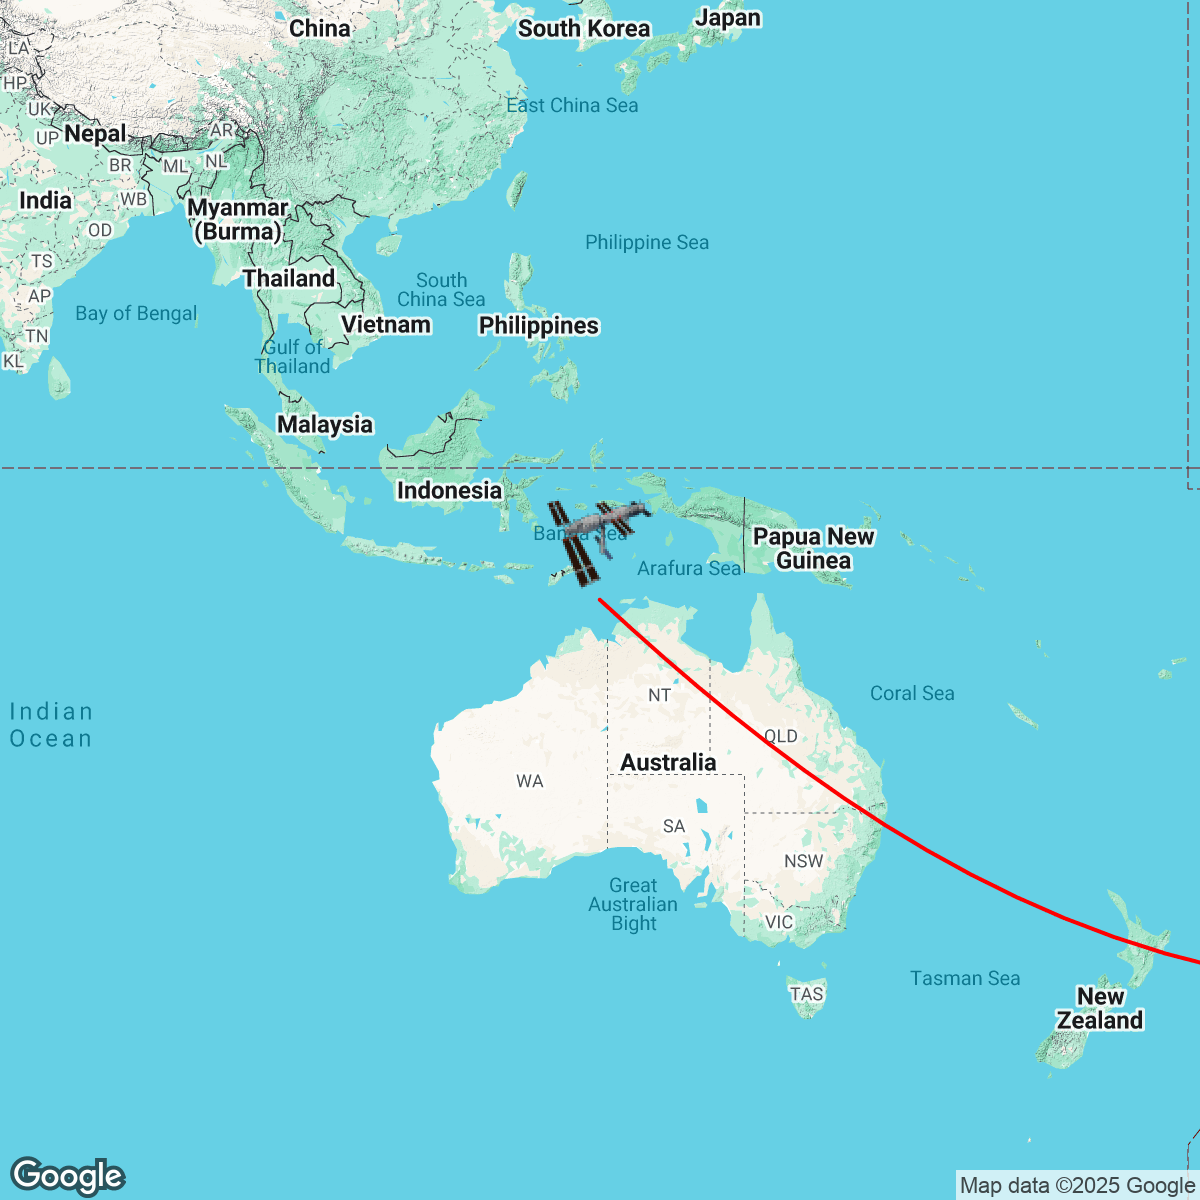 China
South Korea
Japan
LA
HP
East China Sea
UK
UP
Nepal
AR
BR
ML
NL
India
WB
Myanmar
(Burma)
OD
Philippine Sea
TS
Thailand
South
China Sea
AP
Bay of Bengal
Vietnam
Philippines
TN
Gulf of
Thailand
KL
Malaysia
Indonesia
Banda Sea
Papua New
Guinea
Arafura Sea
Indian
Ocean
NT
Coral Sea
QLD
Australia
WA
SA
NSW
Great
Australian
Bight
VIC
Tasman Sea
TAS
New
Zealand
Google
Map data ©2025 Google